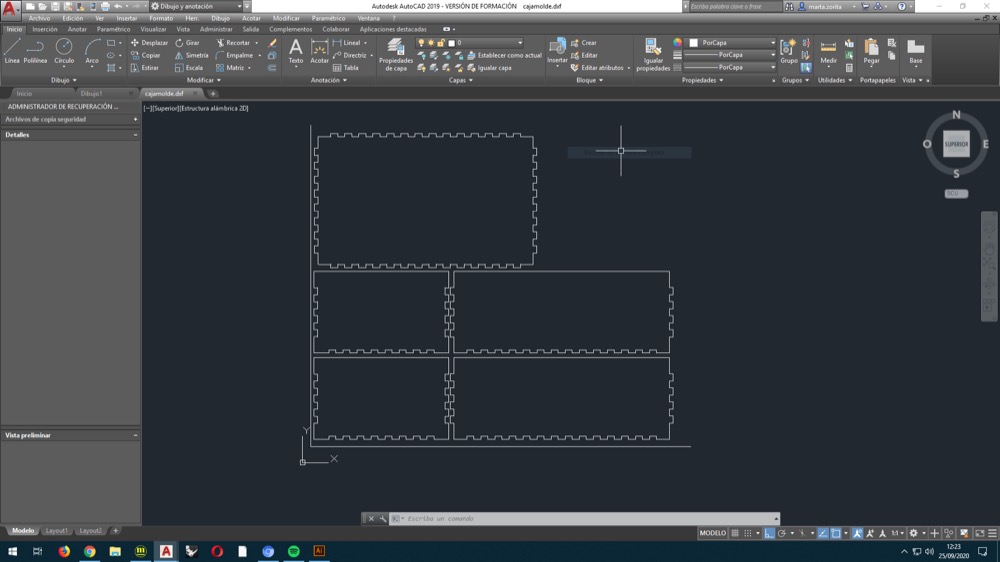 Dibujo y anotación
Autodesk AutoCAD 2019 - VERSIÓN DE FORMACIÓN cajamolde.dxf
Escriba palabra clave o frase
marta.zorita
Archivo Edición Ver Insertar Formato Herr. Dibujo Acotar Modificar Paramétrico Ventana ?
Inicio Inserción Anotar Paramétrico Visualizar Vista Administrar Salida Complementos Colaborar Aplicaciones destacadas
Línea Polilínea Círculo Arco
Desplazar Girar Recortar
Copiar Simetría Empalme
Estirar Escala Matriz
Texto Acotar
Lineal
Directriz
Tabla
Propiedades de capa
0
Establecer como actual
Igualar capa
Insertar
Crear
Editar
Editar atributos
Igualar propiedades
PorCapa
PorCapa
PorCapa
Grupo
Medir
Pegar
Base
Dibujo Modificar Anotación Capas Bloque Propiedades Grupos Utilidades Portapapeles Vista
Inicio Dibujo1 cajamolde.dxf
ADMINISTRADOR DE RECUPERACIÓN ...
Archivos de copia seguridad
Detalles
[−][Superior][Estructura alámbrica 2D]
N
O SUPERIOR E
S
SCU
Y
X
Vista preliminar
Escriba un comando
Modelo Layout1 Layout2 +
MODELO
1:1
12:23
25/09/2020